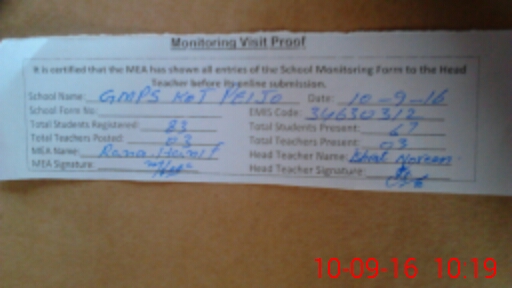 Monitoring Visit Proof
It is certified that the MEA has shown all entries of the School Monitoring Form to the Head
Teacher before its online submission.
School Name: GMPS KOT Date: 10-9-16
School Form No: EMIS Code: 34630312
Total Students Registered: 83 Total Students Present: 67
Total Teachers Posted: 03 Total Teachers Present: 03
MEA Name: Rana Hanif Head Teacher Name: Noreen
MEA Signature: Head Teacher Signature:
10-09-16 10:19